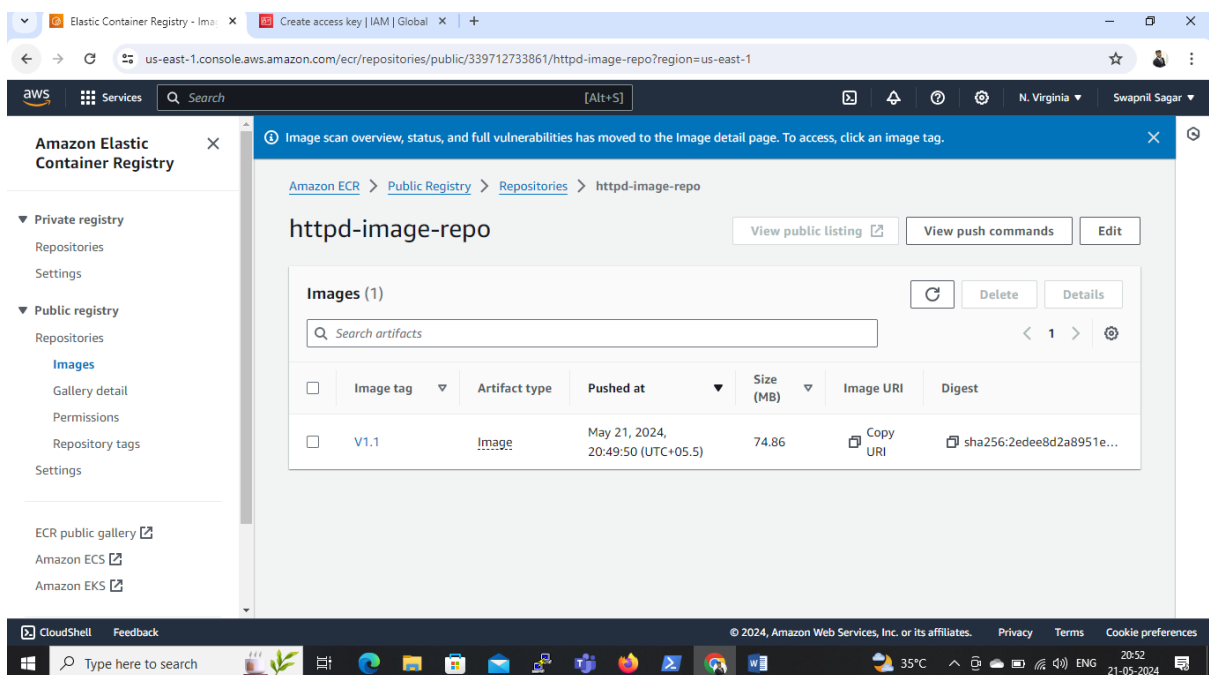 Elastic Container Registry - Ima
Create access key | IAM | Global
us-east-1.console.aws.amazon.com/ecr/repositories/public/339712733861/httpd-image-repo?region=us-east-1
aws
Services
Search
[Alt+S]
N. Virginia
Swapnil Sagar
Amazon Elastic
Container Registry
Private registry
Repositories
Settings
Public registry
Repositories
Images
Gallery detail
Permissions
Repository tags
Settings
ECR public gallery
Amazon ECS
Amazon EKS
Image scan overview, status, and full vulnerabilities has moved to the Image detail page. To access, click an image tag.
Amazon ECR > Public Registry > Repositories > httpd-image-repo
httpd-image-repo
View public listing
View push commands
Edit
Images (1)
Delete
Details
Search artifacts
1
Image tag
Artifact type
Pushed at
Size
(MB)
Image URI
Digest
V1.1
Image
May 21, 2024,
20:49:50 (UTC+05.5)
74.86
Copy
URI
sha256:2edee8d2a8951e...
CloudShell
Feedback
© 2024, Amazon Web Services, Inc. or its affiliates.
Privacy
Terms
Cookie preferences
Type here to search
35°C
ENG
20:52
21-05-2024